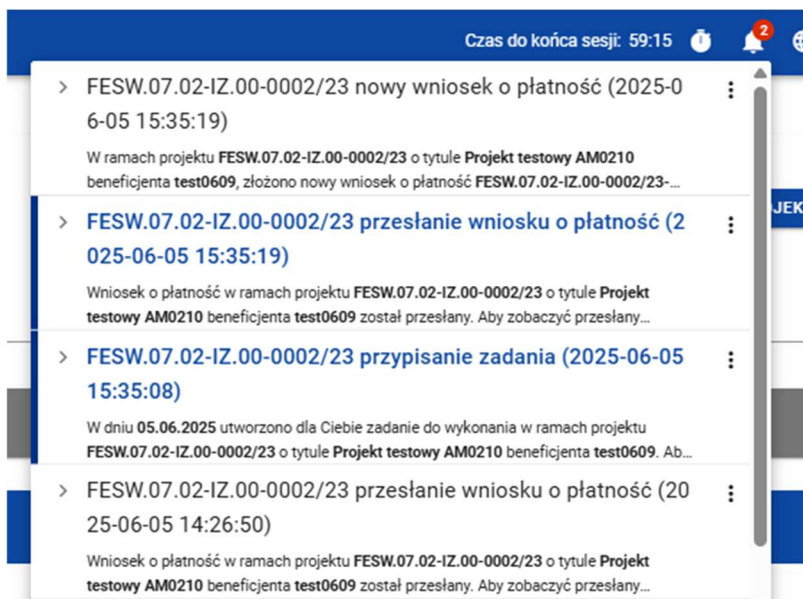 Czas do końca sesji: 59:15
2
FESW.07.02-IZ.00-0002/23 nowy wniosek o płatność (2025-0
6-05 15:35:19)
W ramach projektu FESW.07.02-IZ.00-0002/23 o tytule Projekt testowy AM0210
beneficjenta test0609, złożono nowy wniosek o płatność FESW.07.02-IZ.00-0002/23-...
JEK
FESW.07.02-IZ.00-0002/23 przesłanie wniosku o płatność (2
025-06-05 15:35:19)
Wniosek o płatność w ramach projektu FESW.07.02-IZ.00-0002/23 o tytule Projekt
testowy AM0210 beneficjenta test0609 został przesłany. Aby zobaczyć przesłany...
FESW.07.02-IZ.00-0002/23 przypisanie zadania (2025-06-05
15:35:08)
W dniu 05.06.2025 utworzono dla Ciebie zadanie do wykonania w ramach projektu
FESW.07.02-IZ.00-0002/23 o tytule Projekt testowy AM0210 beneficjenta test0609. Ab...
FESW.07.02-IZ.00-0002/23 przesłanie wniosku o płatność (20
25-06-05 14:26:50)
Wniosek o płatność w ramach projektu FESW.07.02-IZ.00-0002/23 o tytule Projekt
testowy AM0210 beneficjenta test0609 został przesłany. Aby zobaczyć przesłany...